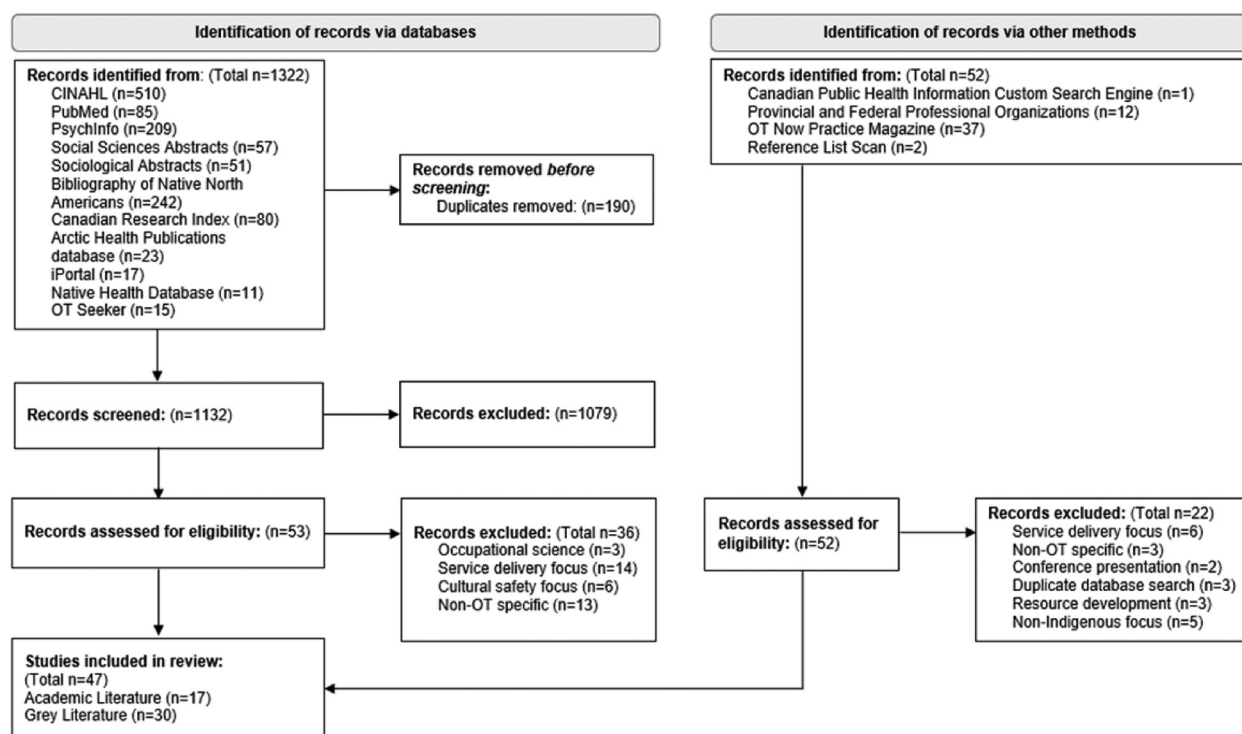 Identification of records via databases
Records identified from: (Total n=1322)
CINAHL (n=510)
PubMed (n=85)
PsychInfo (n=209)
Social Sciences Abstracts (n=57)
Sociological Abstracts (n=51)
Bibliography of Native North
Americans (n=242)
Canadian Research Index (n=80)
Arctic Health Publications
database (n=23)
iPortal (n=17)
Native Health Database (n=11)
OT Seeker (n=15)
Records removed before
screening:
Duplicates removed: (n=190)
Records screened: (n=1132)
Records excluded: (n=1079)
Records assessed for eligibility: (n=53)
Records excluded: (Total n=36)
Occupational science (n=3)
Service delivery focus (n=14)
Cultural safety focus (n=6)
Non-OT specific (n=13)
Studies included in review:
(Total n=47)
Academic Literature (n=17)
Grey Literature (n=30)
Identification of records via other methods
Records identified from: (Total n=52)
Canadian Public Health Information Custom Search Engine (n=1)
Provincial and Federal Professional Organizations (n=12)
OT Now Practice Magazine (n=37)
Reference List Scan (n=2)
Records assessed for
eligibility: (n=52)
Records excluded: (Total n=22)
Service delivery focus (n=6)
Non-OT specific (n=3)
Conference presentation (n=2)
Duplicate database search (n=3)
Resource development (n=3)
Non-Indigenous focus (n=5)